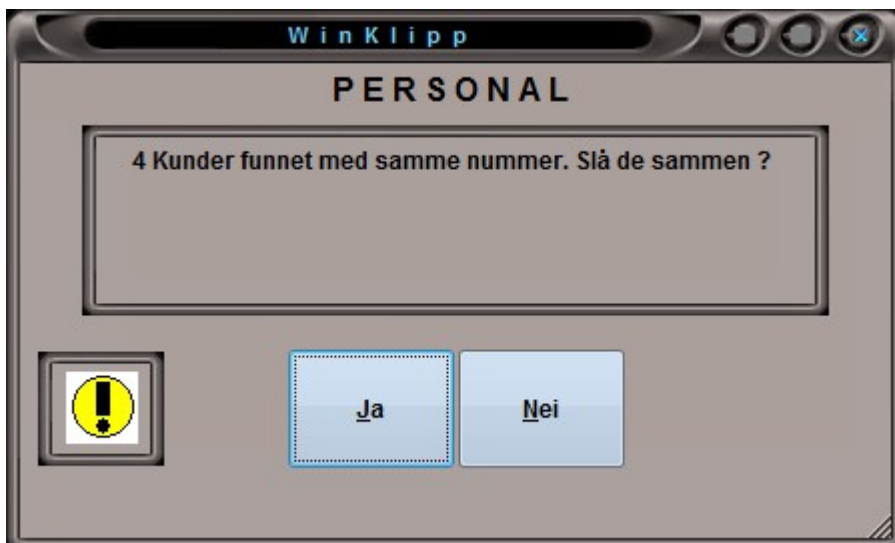 WinKlipp
PERSONAL
4 Kunder funnet med samme nummer. Slå de sammen ?
Ja
Nei